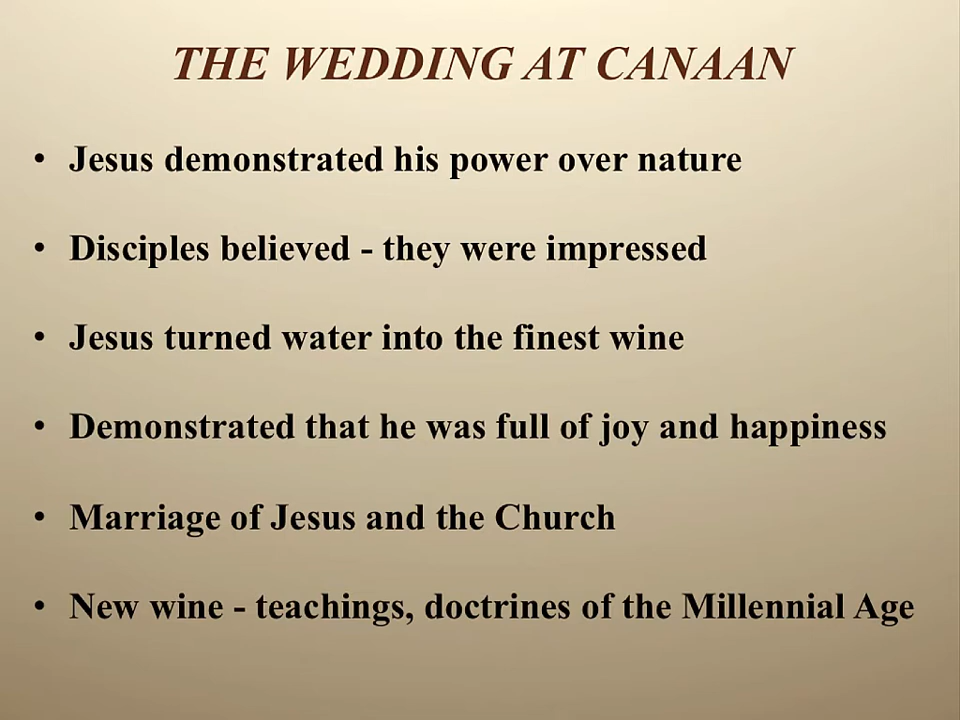 THE WEDDING AT CANAAN
• Jesus demonstrated his power over nature
• Disciples believed - they were impressed
• Jesus turned water into the finest wine
• Demonstrated that he was full of joy and happiness
• Marriage of Jesus and the Church
• New wine - teachings, doctrines of the Millennial Age